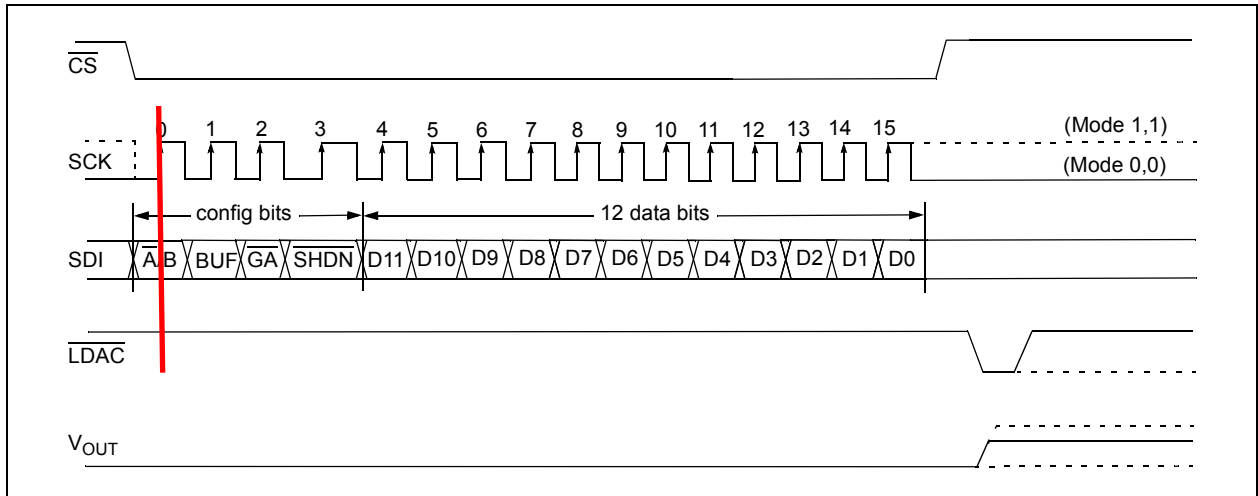 CS
0 1 2 3 4 5 6 7 8 9 10 11 12 13 14 15 (Mode 1,1)
SCK (Mode 0,0)
config bits 12 data bits
SDI A/B BUF GA SHDN D11 D10 D9 D8 D7 D6 D5 D4 D3 D2 D1 D0
LDAC
VOUT